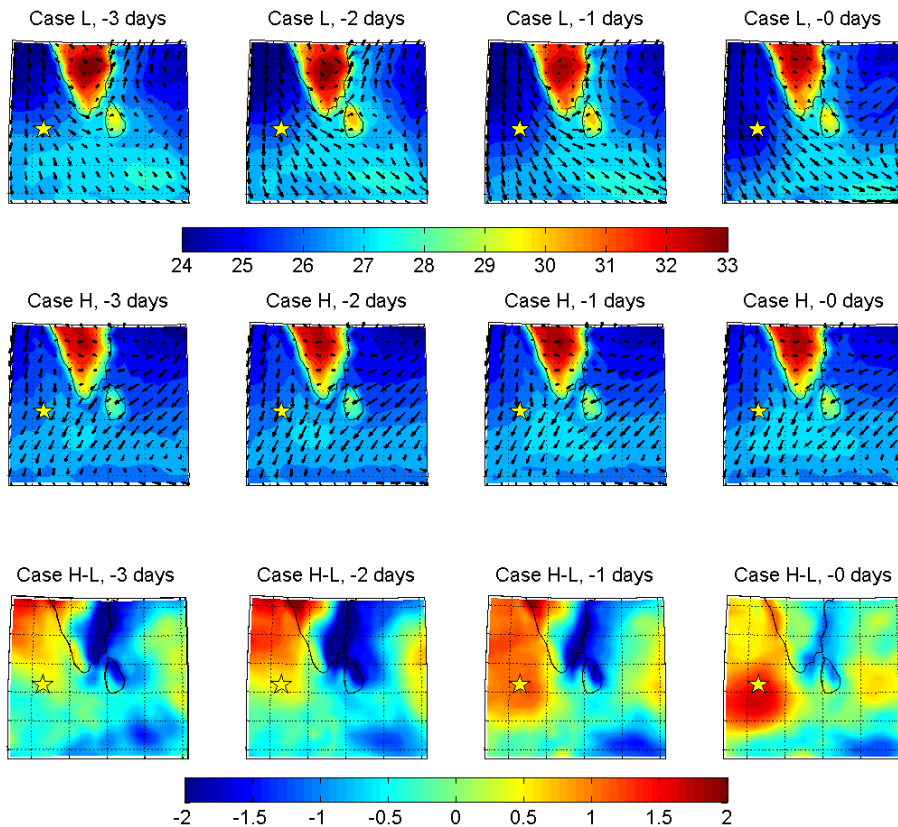 Case L, -3 days Case L, -2 days Case L, -1 days Case L, -0 days
24 25 26 27 28 29 30 31 32 33
Case H, -3 days Case H, -2 days Case H, -1 days Case H, -0 days
Case H-L, -3 days Case H-L, -2 days Case H-L, -1 days Case H-L, -0 days
-2 -1.5 -1 -0.5 0 0.5 1 1.5 2